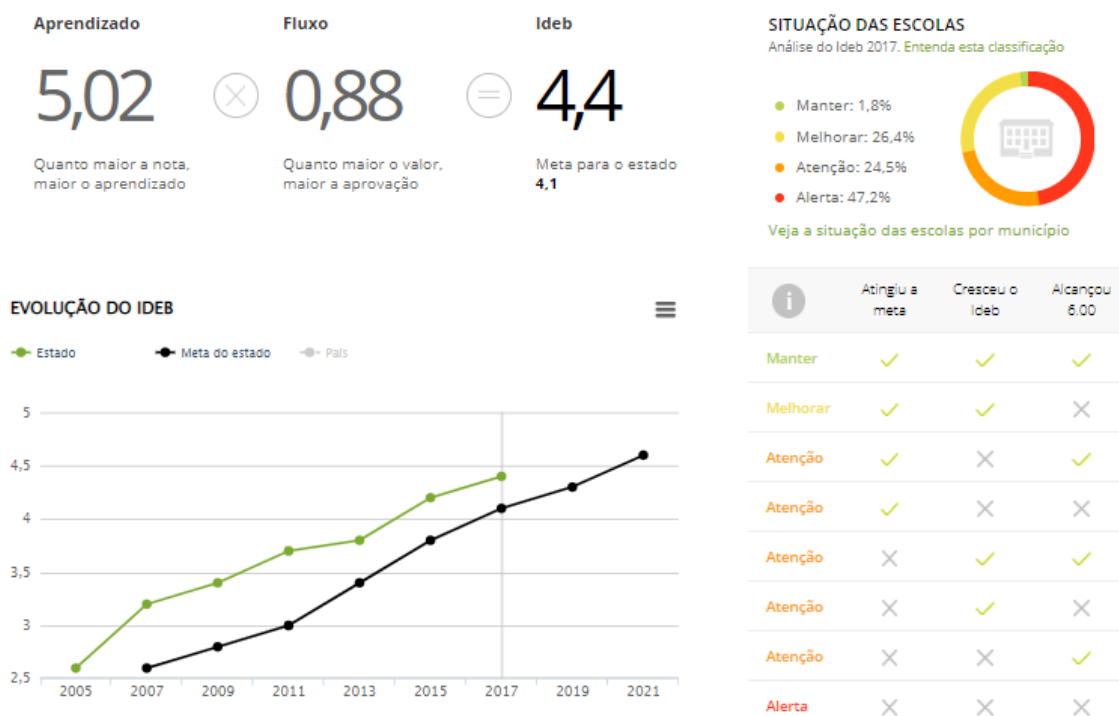 Aprendizado
5,02
Quanto maior a nota,
maior o aprendizado
Fluxo
0,88
Quanto maior o valor,
maior a aprovação
Ideb
4,4
Meta para o estado
4,1
SITUAÇÃO DAS ESCOLAS
Análise do Ideb 2017. Entenda esta classificação
Manter: 1,8%
Melhorar: 26,4%
Atenção: 24,5%
Alerta: 47,2%
Veja a situação das escolas por município
EVOLUÇÃO DO IDEB
Estado Meta do estado País
5
4,5
4
3,5
3
2,5
2005 2007 2009 2011 2013 2015 2017 2019 2021
Atingiu a
meta
Cresceu o
Ideb
Alcançou
6.00
Manter
Melhorar
Atenção
Atenção
Atenção
Atenção
Atenção
Alerta